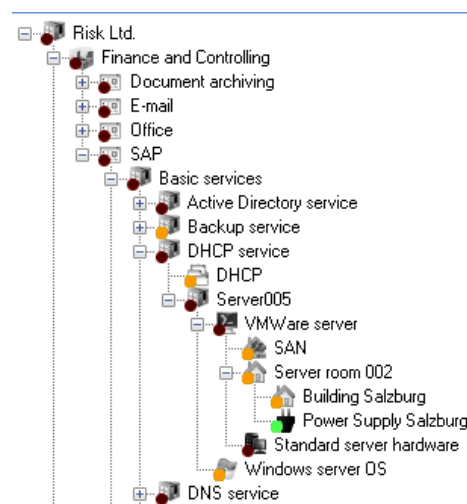 Risk Ltd.
Finance and Controlling
Document archiving
E-mail
Office
SAP
Basic services
Active Directory service
Backup service
DHCP service
DHCP
Server005
VMWare server
SAN
Server room 002
Building Salzburg
Power Supply Salzburg
Standard server hardware
Windows server OS
DNS service